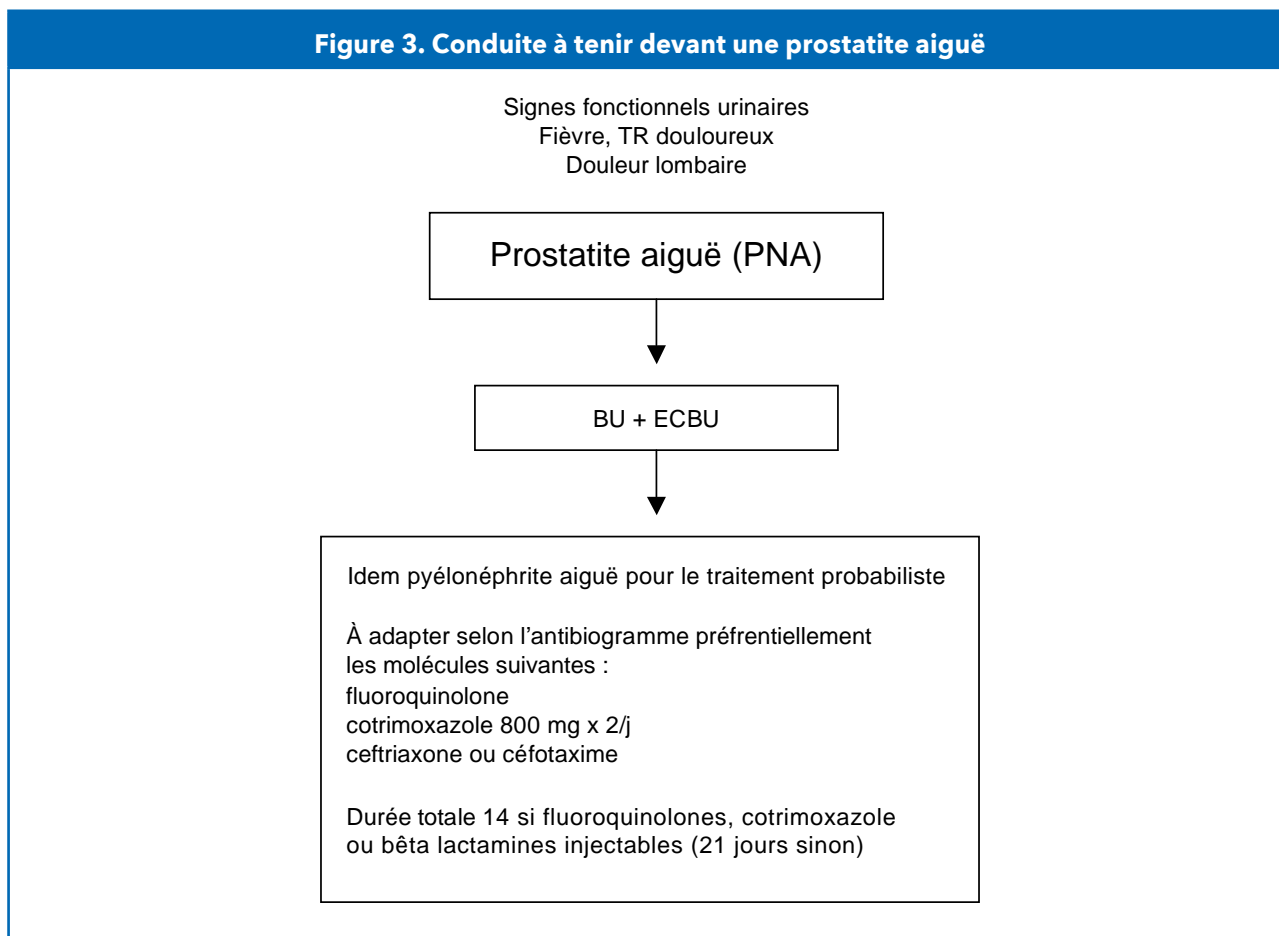 Figure 3. Conduite à tenir devant une prostatite aiguë
Signes fonctionnels urinaires
Fièvre, TR douloureux
Douleur lombaire
Prostatite aiguë (PNA)
BU + ECBU
Idem pyélonéphrite aiguë pour le traitement probabiliste
À adapter selon l’antibiogramme préfrentiellement
les molécules suivantes :
fluoroquinolone
cotrimoxazole 800 mg x 2/j
ceftriaxone ou céfotaxime
Durée totale 14 si fluoroquinolones, cotrimoxazole
ou bêta lactamines injectables (21 jours sinon)